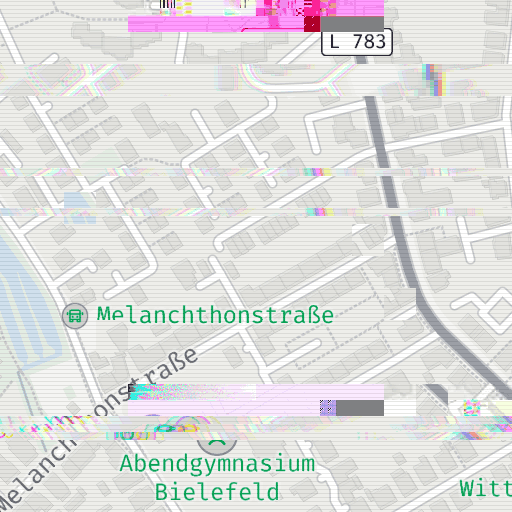 L 783
Melanchthonstraße
Melanchthonstraße
Abendgymnasium
Bielefeld
Witt